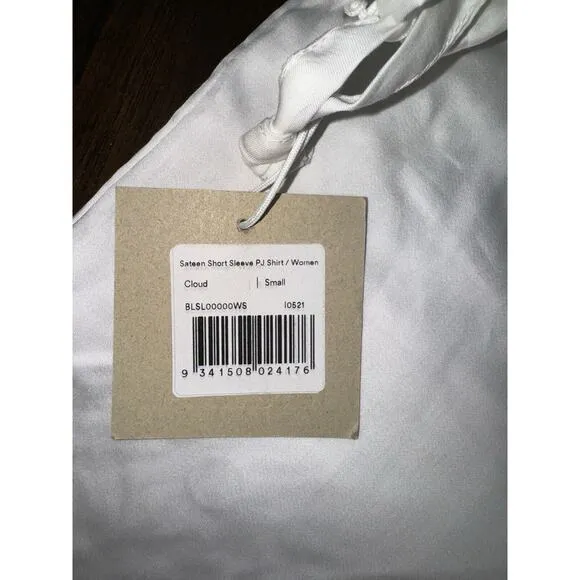 Sateen Short Sleeve PJ Shirt / Women
Cloud | Small
BLSL00000WS I0521
9 341508 024176